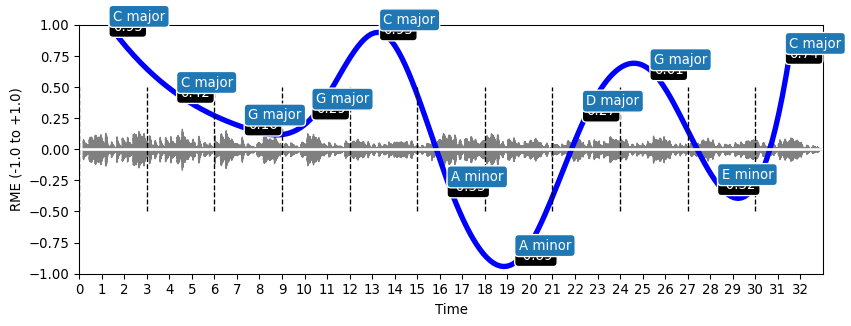 C major
C major
G major
G major
C major
A minor
A minor
D major
G major
E minor
C major
RME (-1.0 to +1.0)
1.00
0.75
0.50
0.25
0.00
−0.25
−0.50
−0.75
−1.00
0 1 2 3 4 5 6 7 8 9 10 11 12 13 14 15 16 17 18 19 20 21 22 23 24 25 26 27 28 29 30 31 32
Time